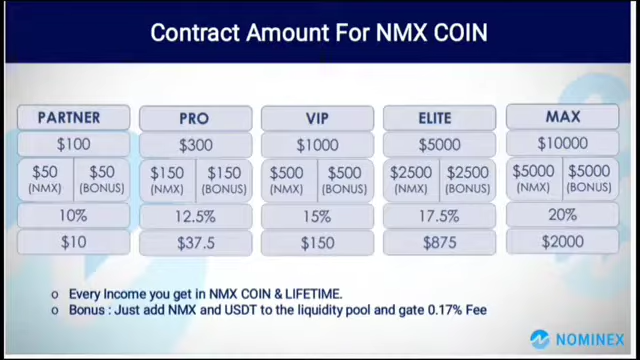 Contract Amount For NMX COIN
PARTNER PRO VIP ELITE MAX
$100 $300 $1000 $5000 $10000
$50 $50 $150 $150 $500 $500 $2500 $2500 $5000 $5000
(NMX) (BONUS) (NMX) (BONUS) (NMX) (BONUS) (NMX) (BONUS) (NMX) (BONUS)
10% 12.5% 15% 17.5% 20%
$10 $37.5 $150 $875 $2000
o Every Income you get in NMX COIN & LIFETIME.
o Bonus : Just add NMX and USDT to the liquidity pool and gate 0.17% Fee
NOMINEX